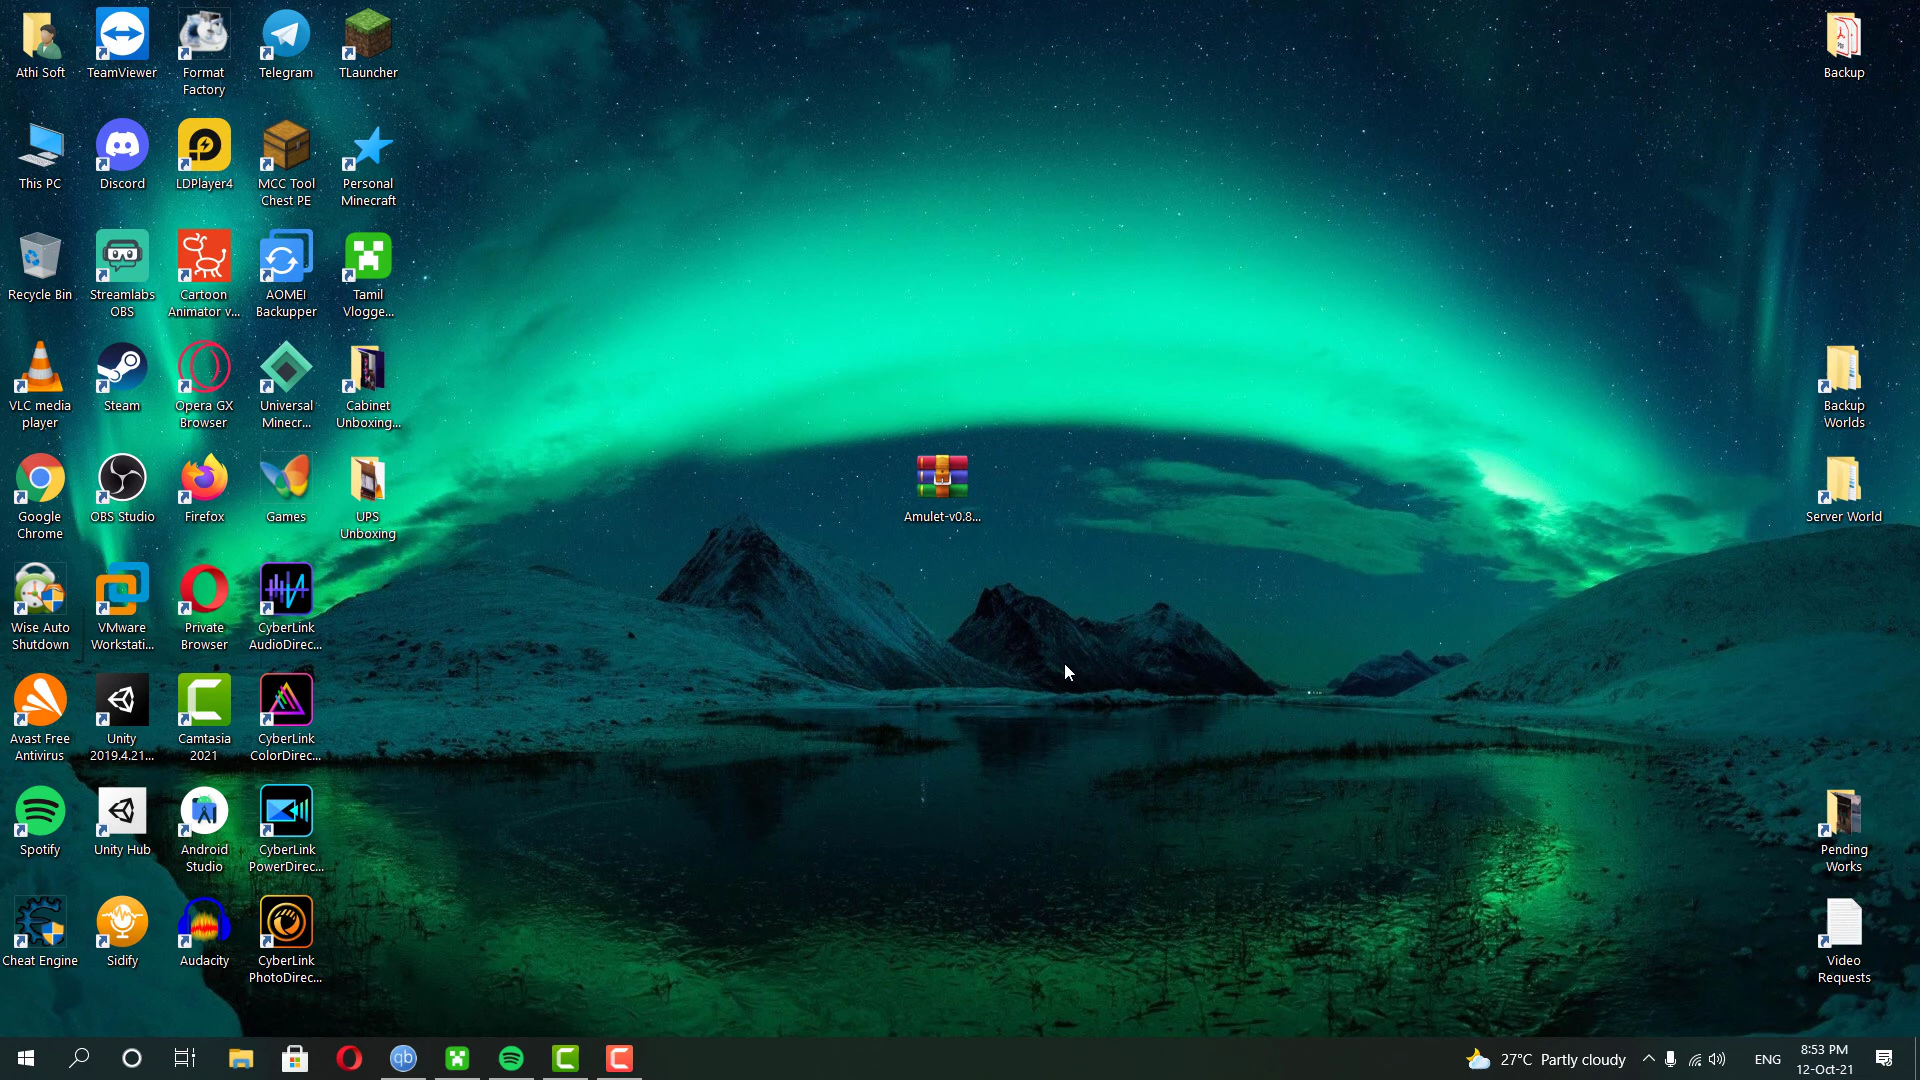 Athi Soft
TeamViewer
Format
Factory
Telegram
TLauncher
Backup
This PC
Discord
LDPlayer4
MCC Tool
Chest PE
Personal
Minecraft
Recycle Bin
Streamlabs
OBS
Cartoon
Animator v...
AOMEI
Backupper
Tamil
Vlogge...
VLC media
player
Steam
Opera GX
Browser
Universal
Minecr...
Cabinet
Unboxing...
Backup
Worlds
Google
Chrome
OBS Studio
Firefox
Games
UPS
Unboxing
Amulet-v0.8...
Server World
Wise Auto
Shutdown
VMware
Workstati...
Private
Browser
CyberLink
AudioDirec...
Avast Free
Antivirus
Unity
2019.4.21...
Camtasia
2021
CyberLink
ColorDirec...
Spotify
Unity Hub
Android
Studio
CyberLink
PowerDirec...
Pending
Works
Cheat Engine
Sidify
Audacity
CyberLink
PhotoDirec...
Video
Requests
qb
27°C Partly cloudy
ENG
8:53 PM
12-Oct-21